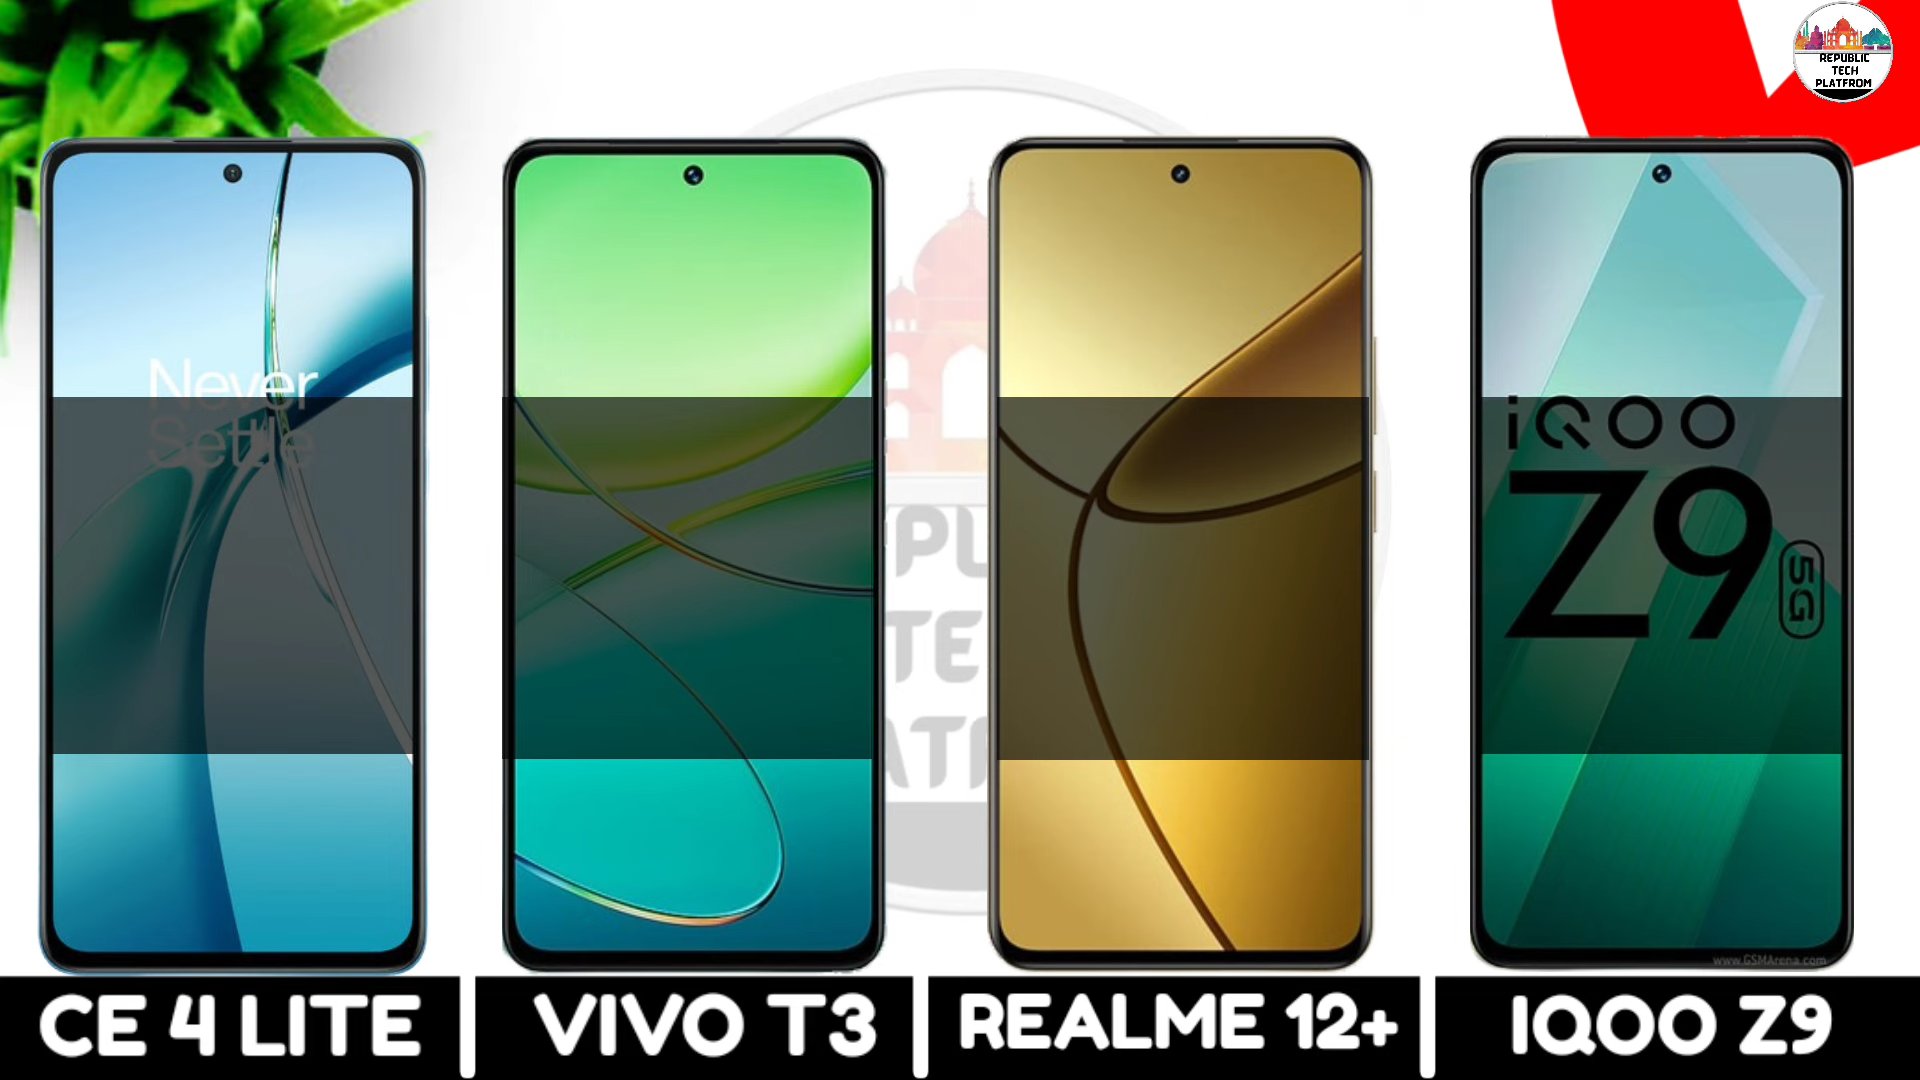 REPUBLIC
TECH
PLATFROM
Never
Settle
iQOO
Z9
5G
www.GSMArena.com
CE 4 LITE
VIVO T3
REALME 12+
IQOO Z9